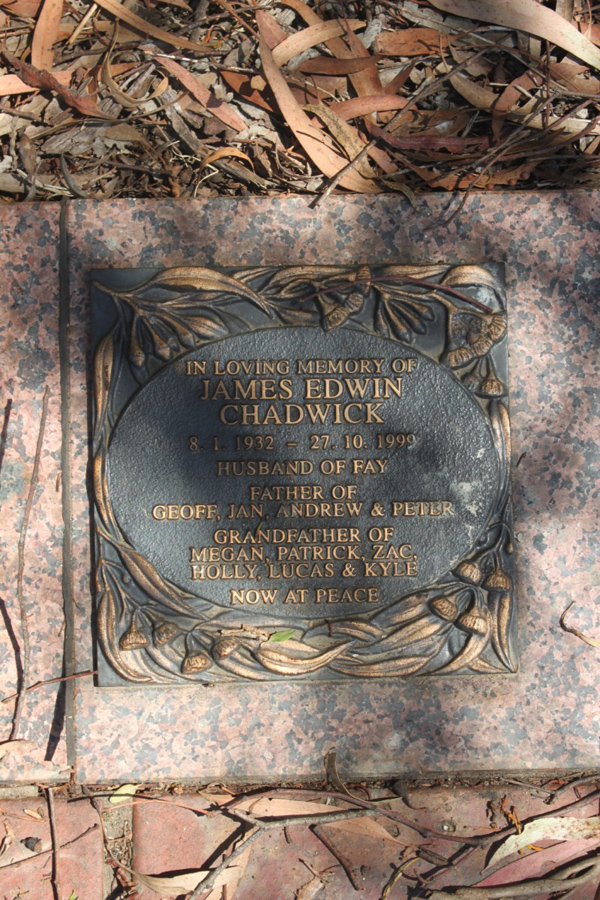 IN LOVING MEMORY OF
JAMES EDWIN
CHADWICK
8. 1. 1932 - 27. 10. 1999
HUSBAND OF FAY
FATHER OF
GEOFF, JAN, ANDREW & PETER
GRANDFATHER OF
MEGAN, PATRICK, ZAC,
HOLLY, LUCAS & KYLE
NOW AT PEACE